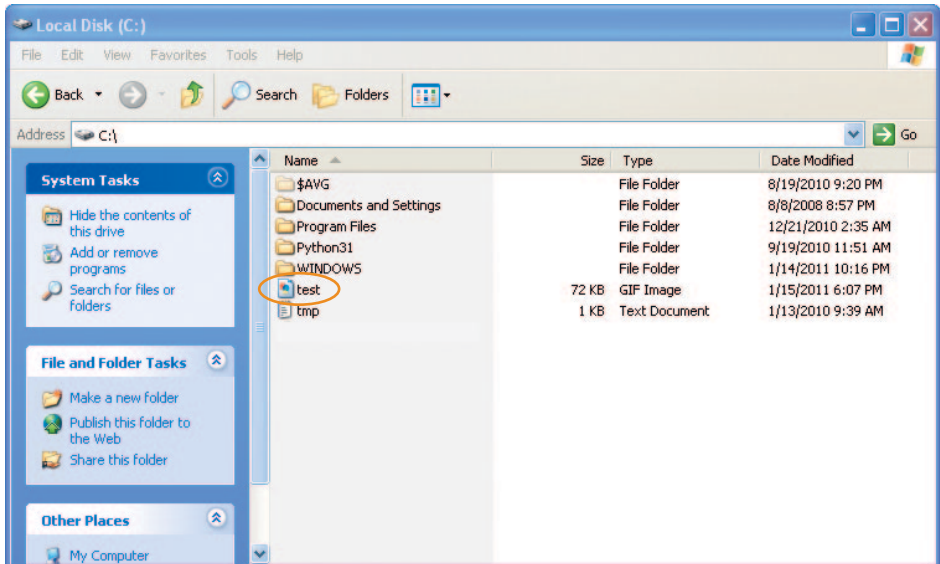 Local Disk (C:)
File Edit View Favorites Tools Help
Back Search Folders
Address C:\ Go
System Tasks
Hide the contents of
this drive
Add or remove
programs
Search for files or
folders
File and Folder Tasks
Make a new folder
Publish this folder to
the Web
Share this folder
Other Places
My Computer
Name Size Type Date Modified
$AVG File Folder 8/19/2010 9:20 PM
Documents and Settings File Folder 8/8/2008 8:57 PM
Program Files File Folder 12/21/2010 2:35 AM
Python31 File Folder 9/19/2010 11:51 AM
WINDOWS File Folder 1/14/2011 10:16 PM
test 72 KB GIF Image 1/15/2011 6:07 PM
tmp 1 KB Text Document 1/13/2010 9:39 AM